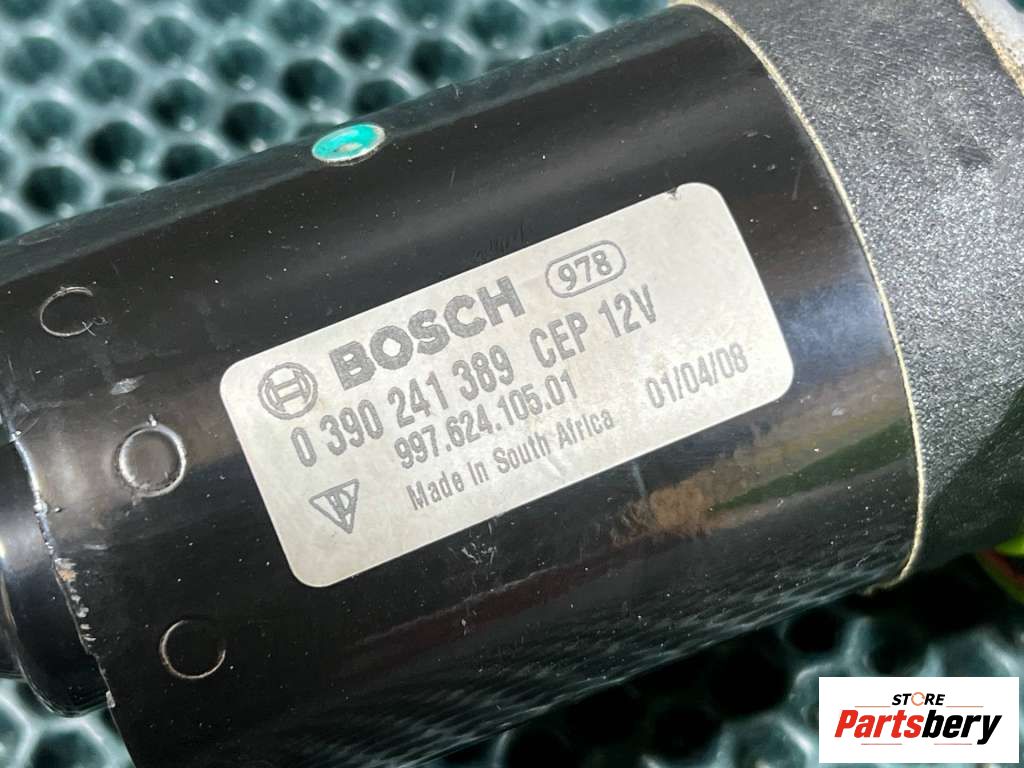 BOSCH 978
0 390 241 389 CEP 12V
997.624.105.01
Made In South Africa 01/04/08
STORE
Partsbery